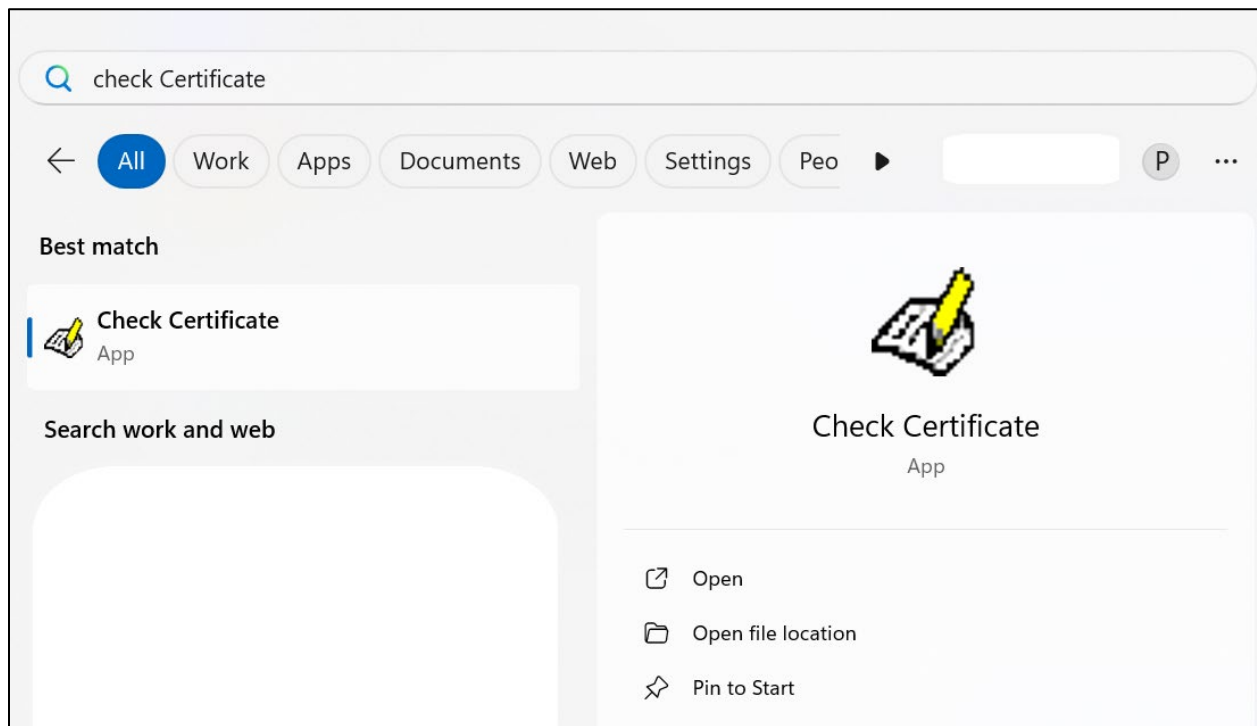 check Certificate
All Work Apps Documents Web Settings Peo P ...
Best match
Check Certificate
App
Search work and web
Check Certificate
App
Open
Open file location
Pin to Start